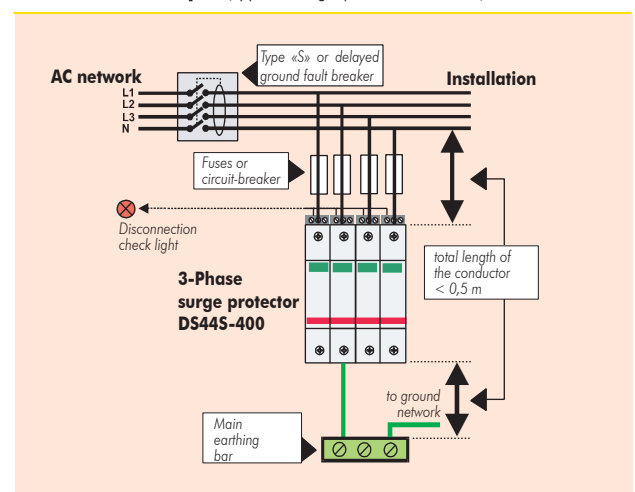 Type «S» or delayed
ground fault breaker
AC network
Installation
L1
L2
L3
N
Fuses or
circuit-breaker
Disconnection
check light
total length of
the conductor
< 0,5 m
3-Phase
surge protector
DS44S-400
to ground
network
Main
earthing
bar